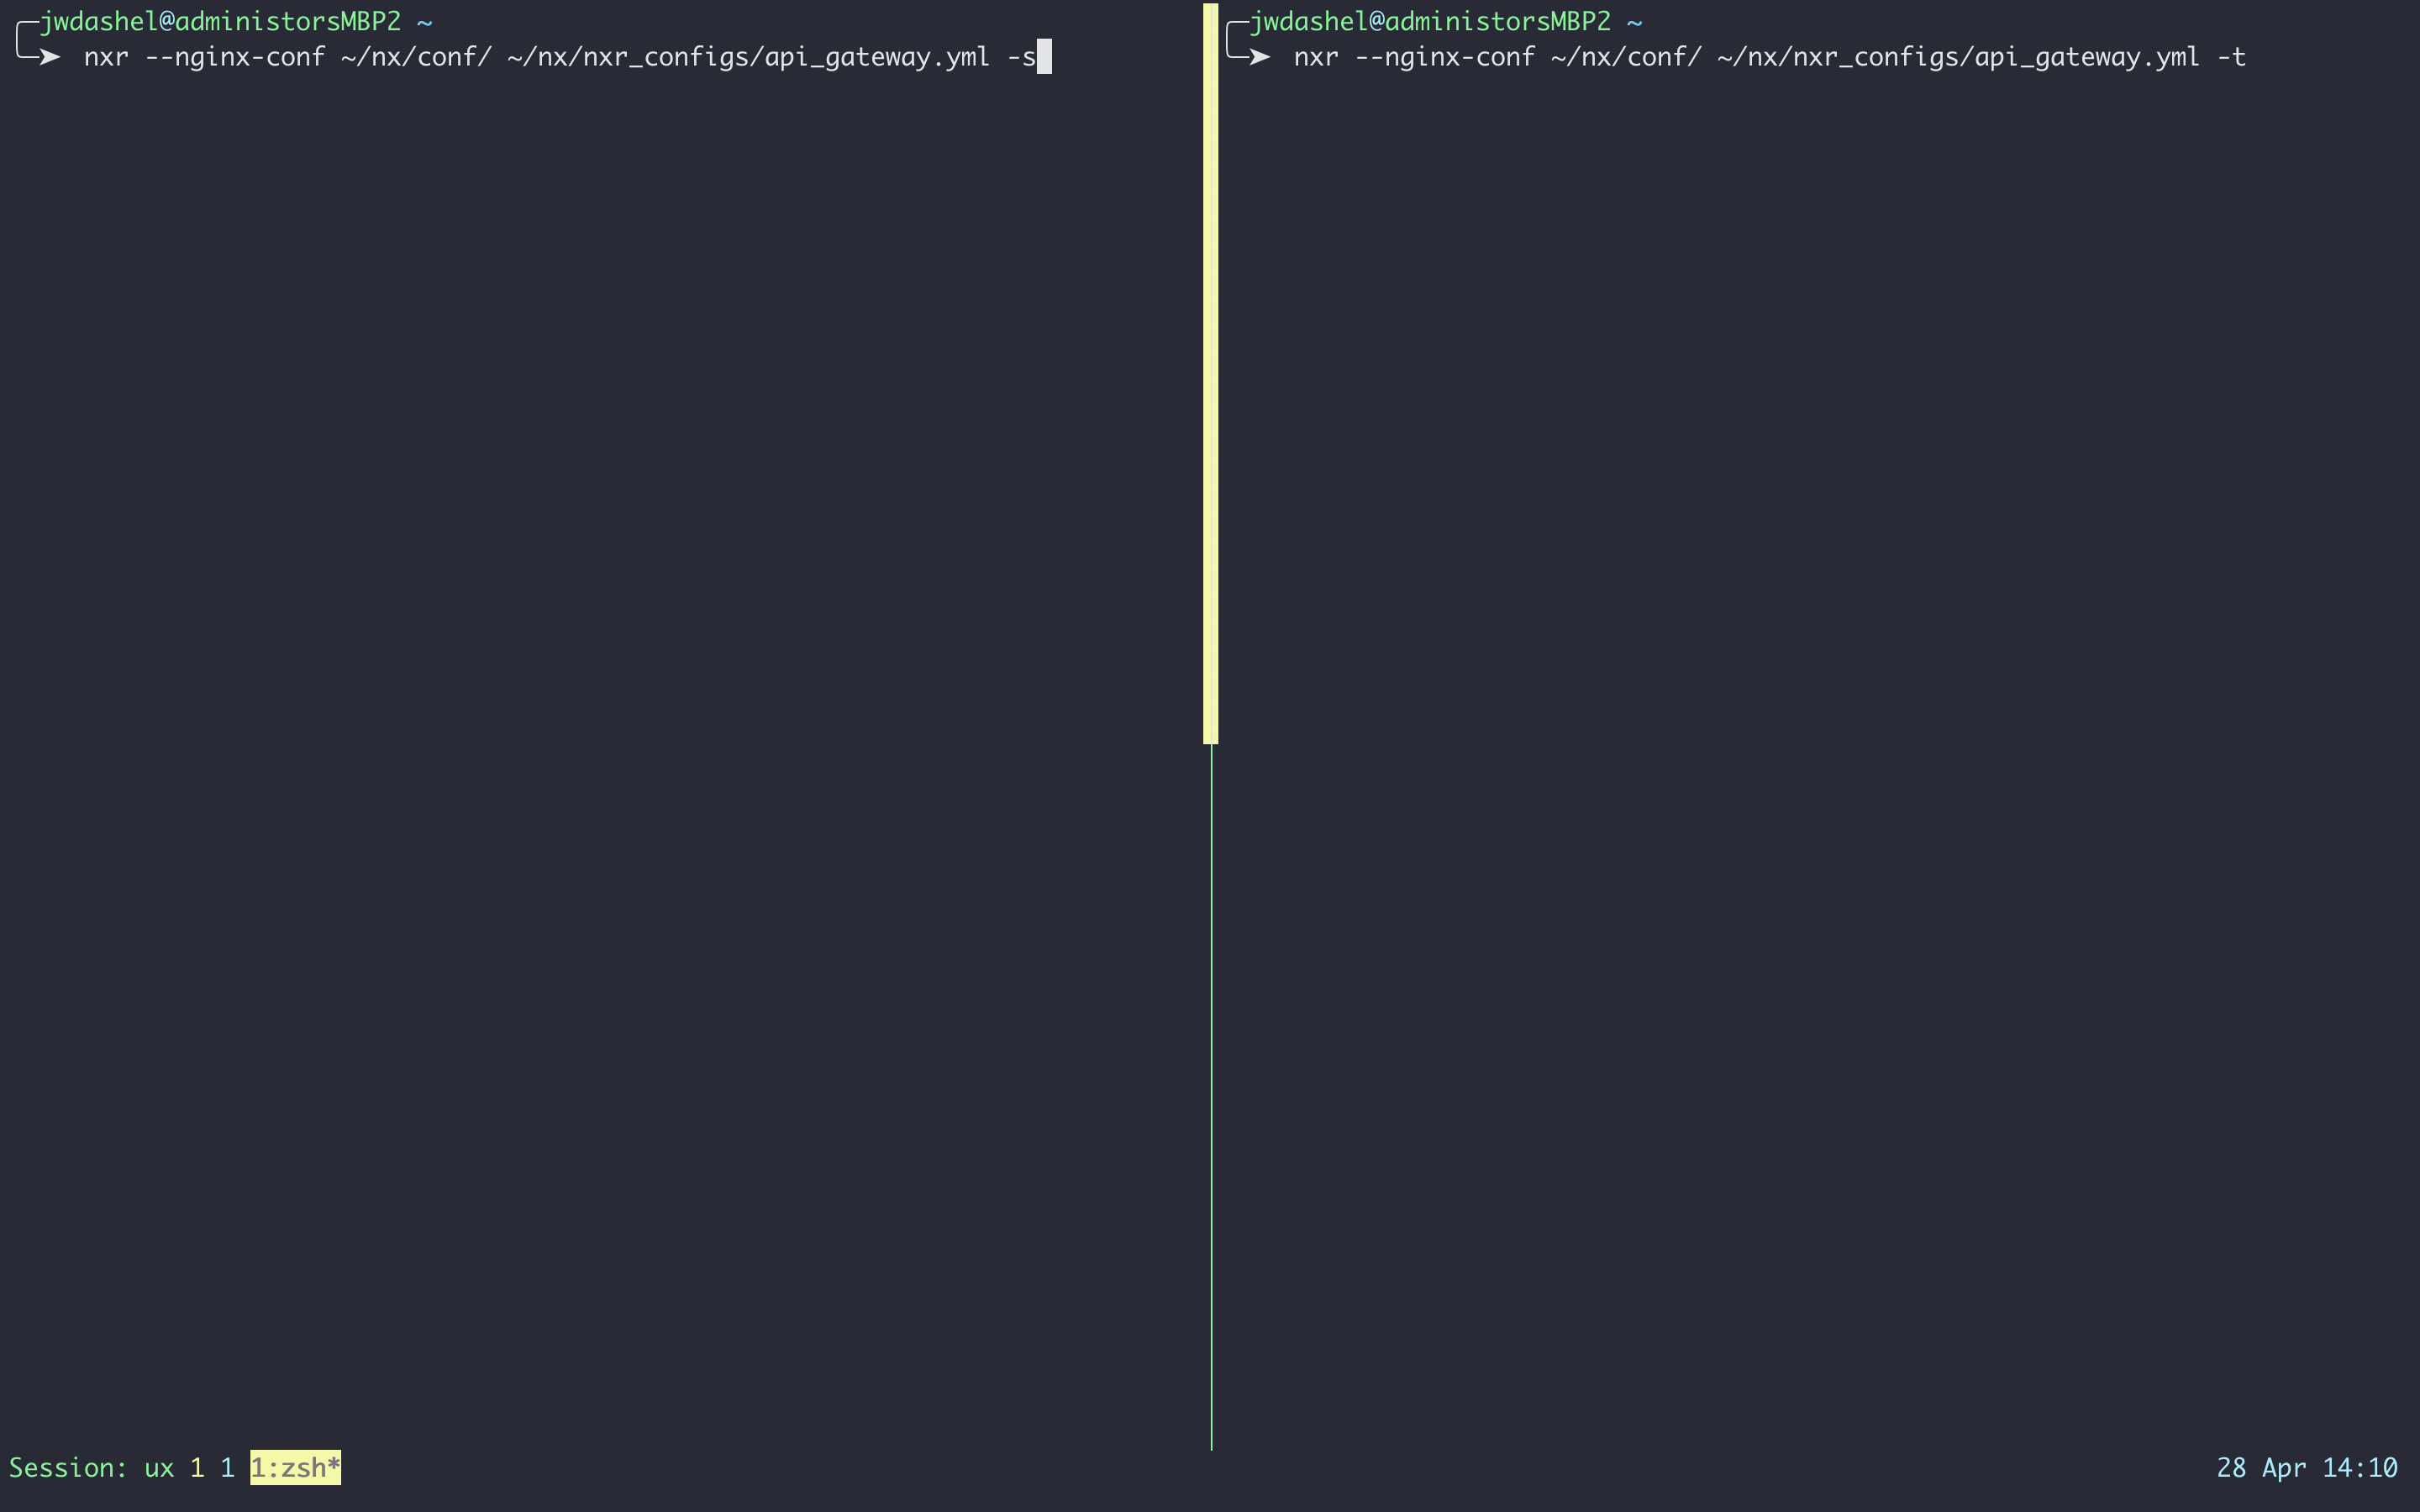 jwdashel@administorsMBP2 ~
nxr --nginx-conf ~/nx/conf/ ~/nx/nxr_configs/api_gateway.yml -s
jwdashel@administorsMBP2 ~
nxr --nginx-conf ~/nx/conf/ ~/nx/nxr_configs/api_gateway.yml -t
Session: ux 1 1 1:zsh* 28 Apr 14:10